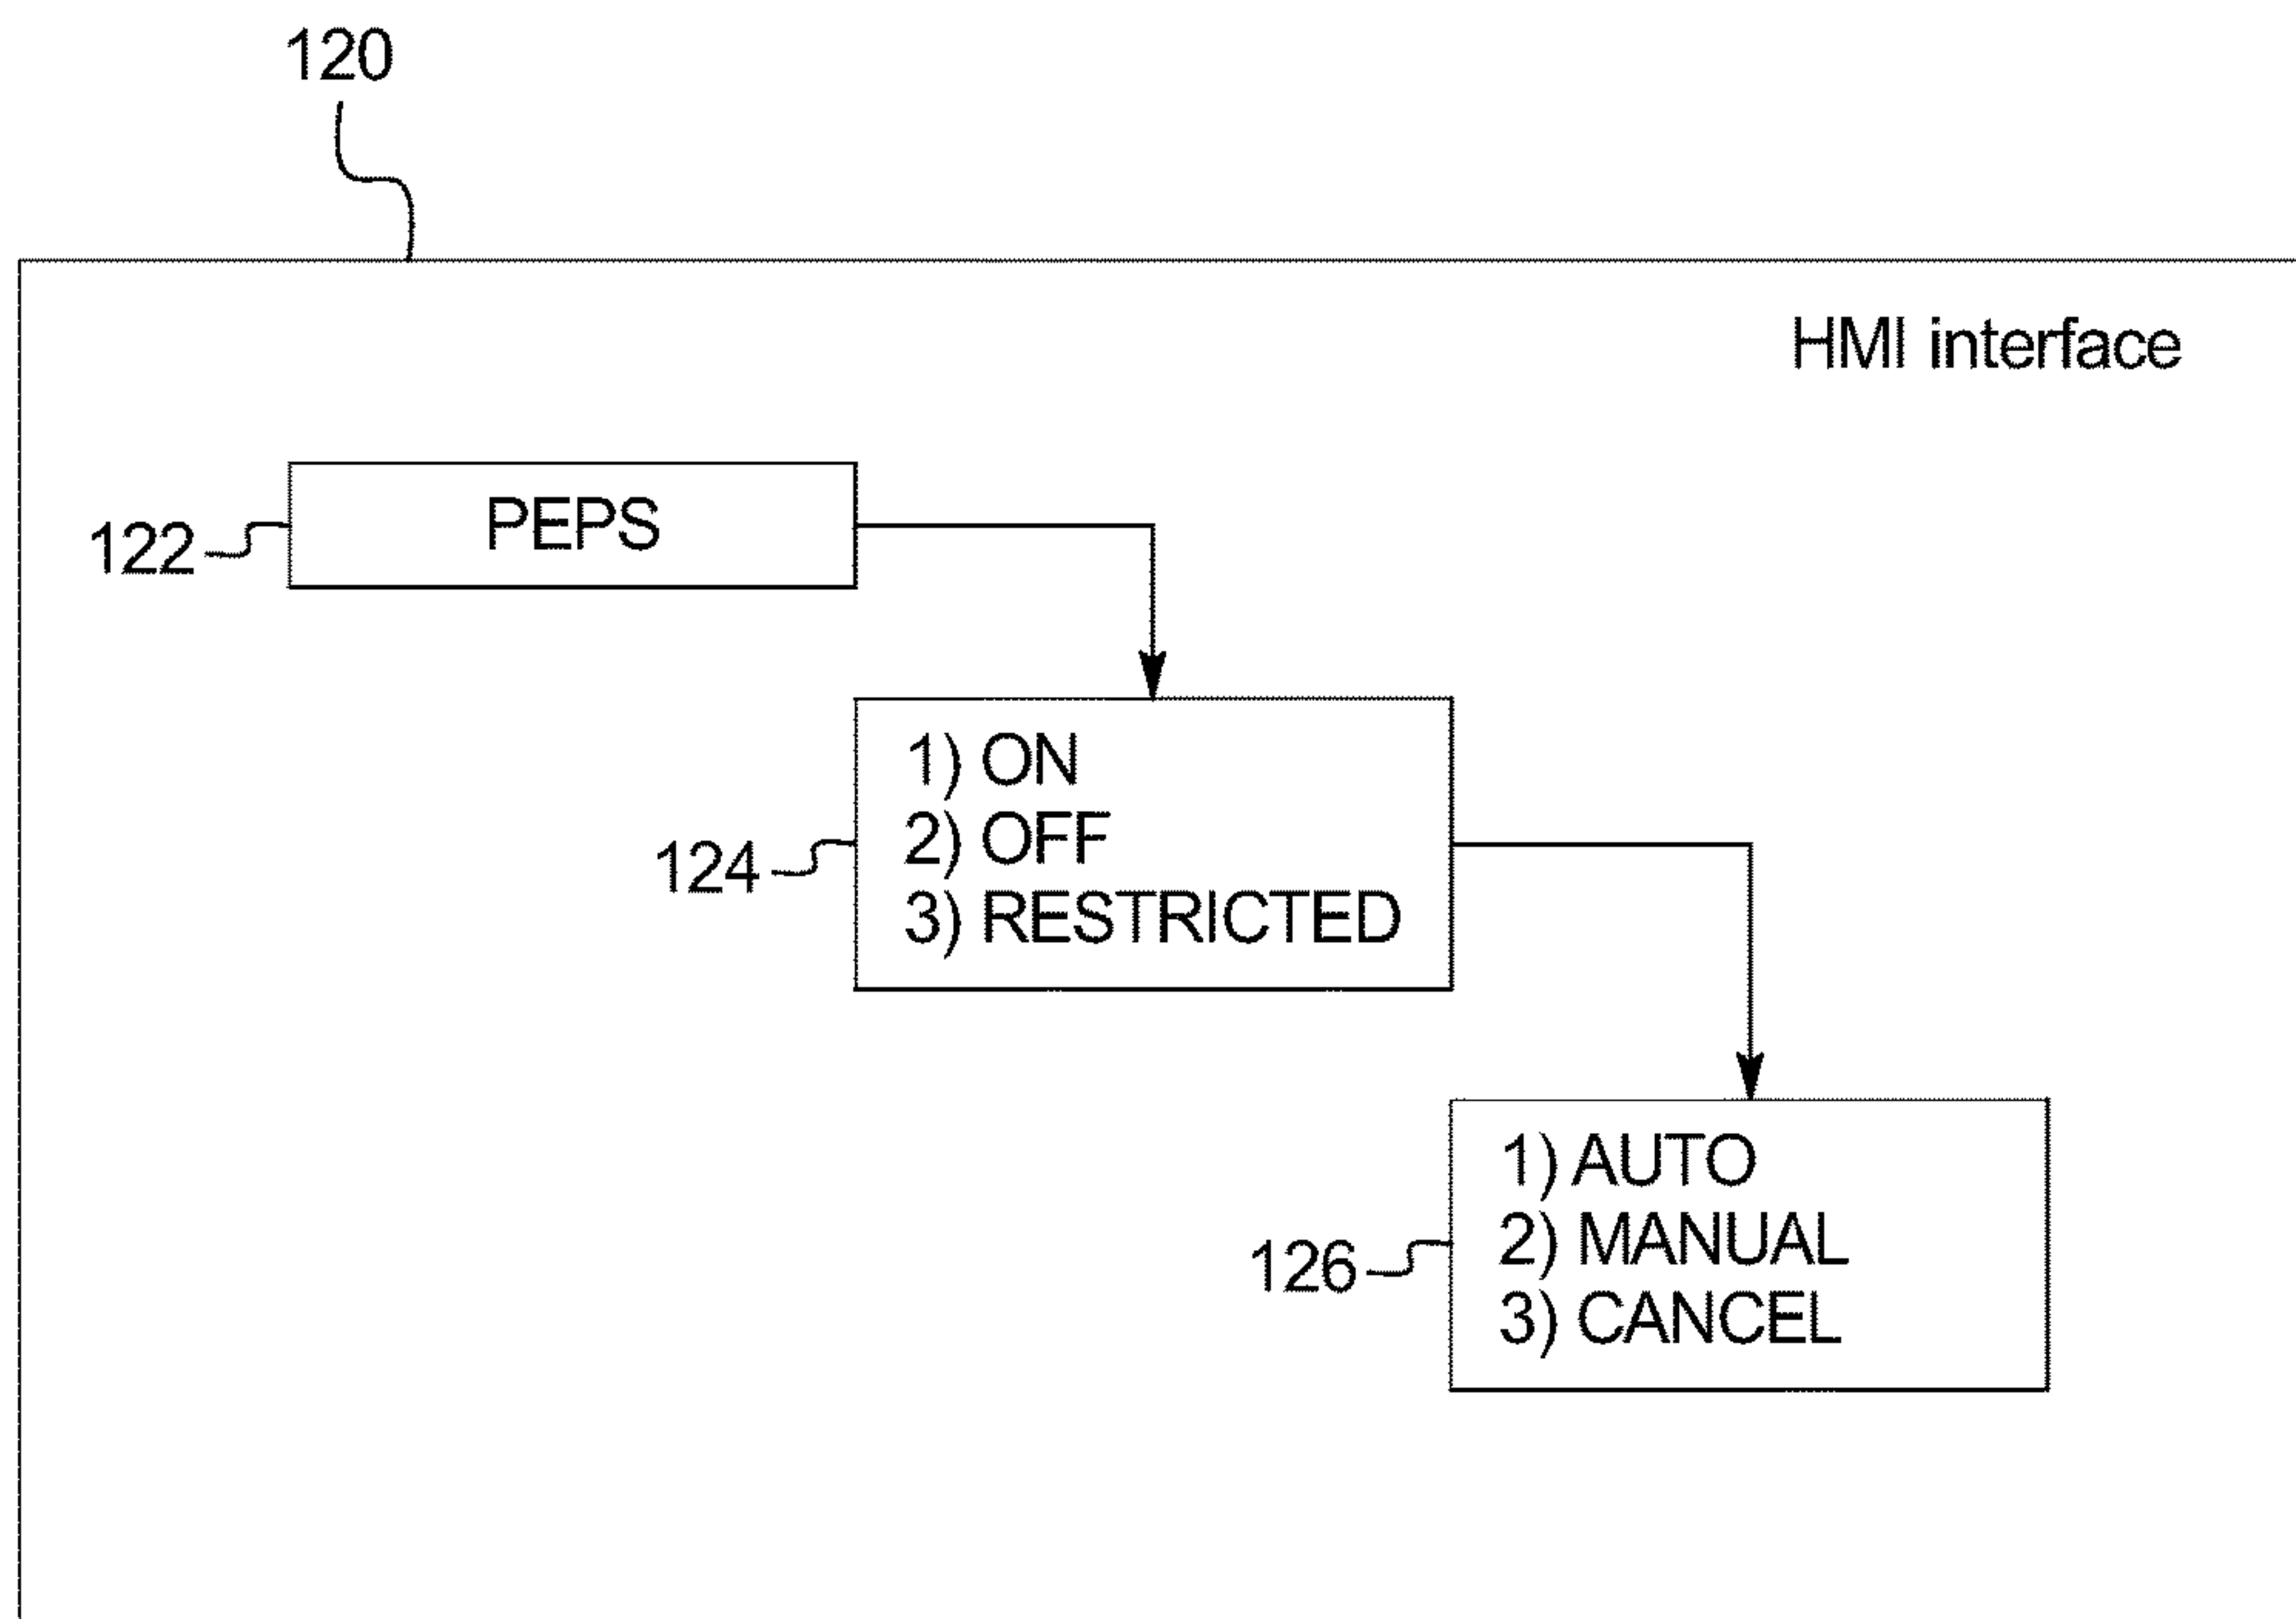 120
HMI interface
PEPS
122
1) ON
2) OFF
3) RESTRICTED
124
1) AUTO
2) MANUAL
3) CANCEL
126